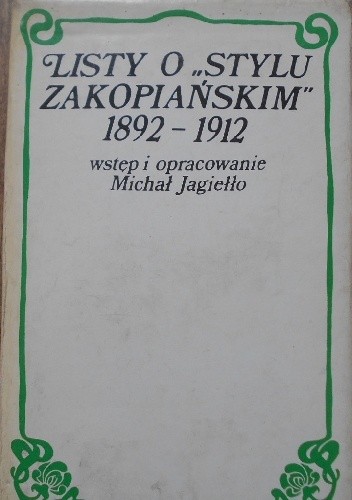 LISTY O „STYLU
ZAKOPIAŃSKIM”
1892 – 1912
wstęp i opracowanie
Michał Jagiełło